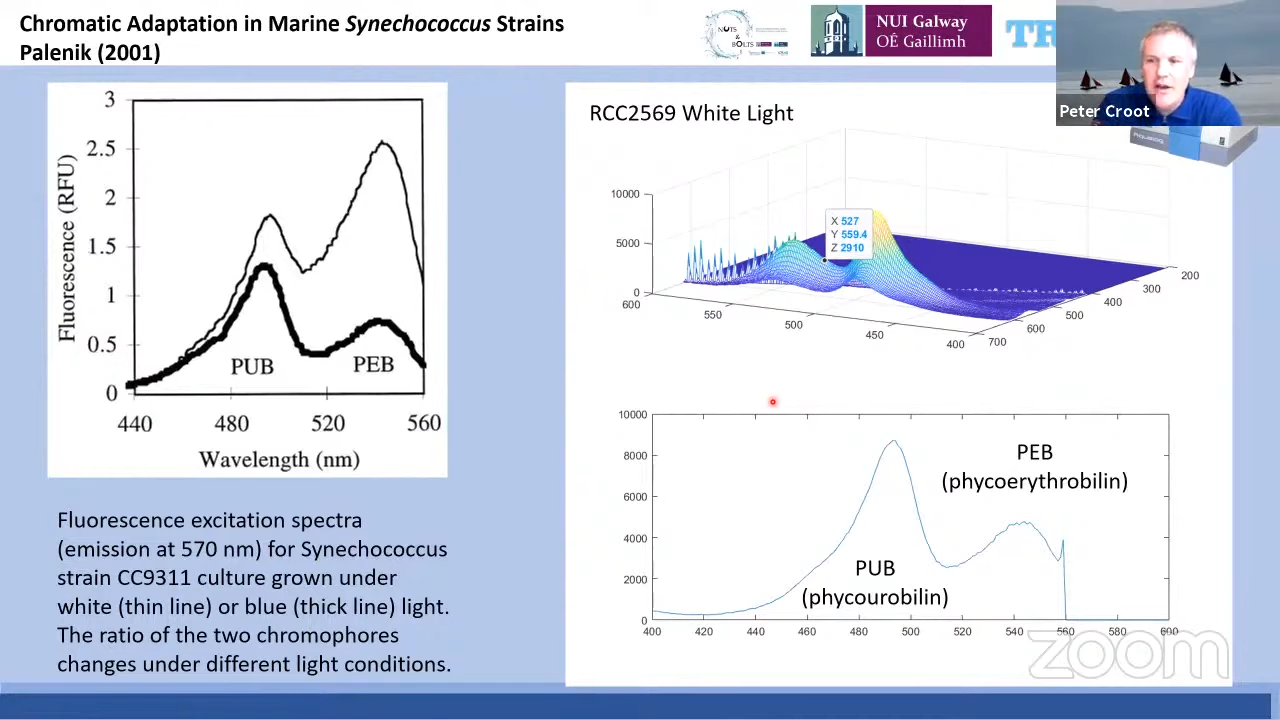 Chromatic Adaptation in Marine Synechococcus Strains
Palenik (2001)
NUTS
&
BOLTS
NUI Galway
OÉ Gaillimh
TR
Peter Croot
3
2.5
2
1.5
1
0.5
0
Fluorescence (RFU)
PUB
PEB
440
480
520
560
Wavelength (nm)
Fluorescence excitation spectra
(emission at 570 nm) for Synechococcus
strain CC9311 culture grown under
white (thin line) or blue (thick line) light.
The ratio of the two chromophores
changes under different light conditions.
RCC2569 White Light
10000
5000
0
600
550
500
450
400
X 527
Y 559.4
Z 2910
200
300
400
500
600
700
10000
8000
6000
4000
2000
0
PEB
(phycoerythrobilin)
PUB
(phycourobilin)
400
420
440
460
480
500
520
540
560
580
600
zoom